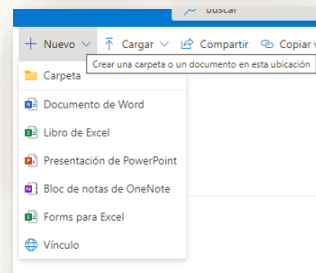 Buscar
Nuevo Cargar Compartir Copiar
Crear una carpeta o un documento en esta ubicación
Carpeta
Documento de Word
Libro de Excel
Presentación de PowerPoint
Bloc de notas de OneNote
Forms para Excel
Vínculo